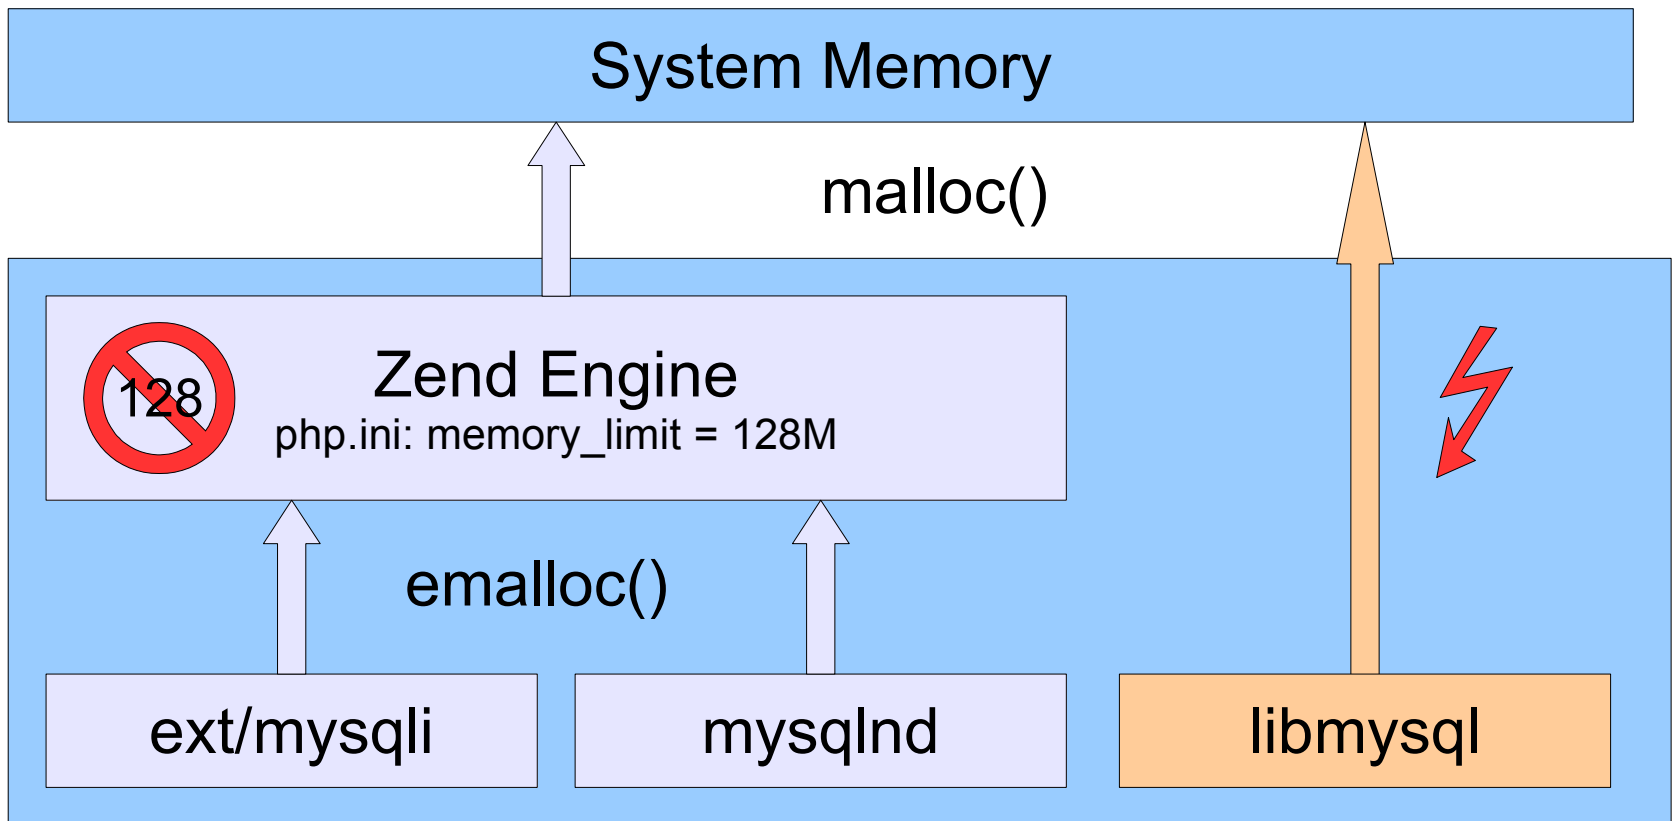 System Memory
malloc()
128
Zend Engine
php.ini: memory_limit = 128M
emalloc()
ext/mysqli
mysqlnd
libmysql